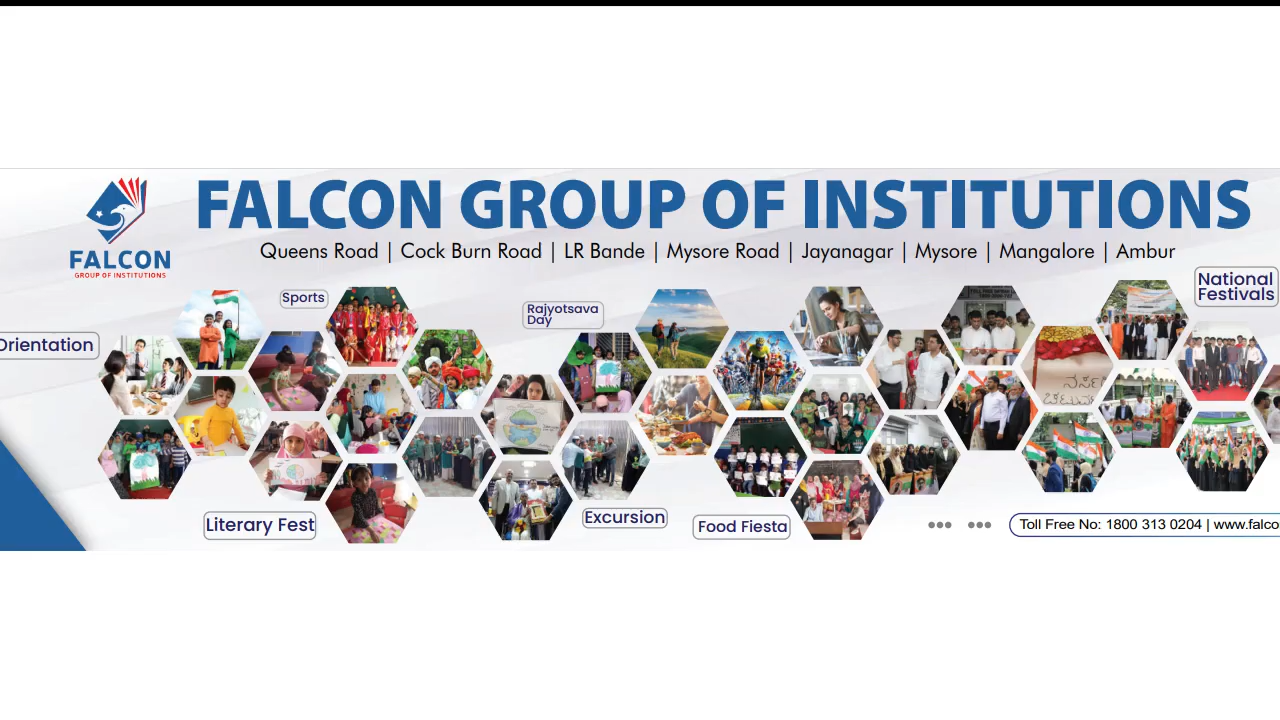 FALCON GROUP OF INSTITUTIONS
Queens Road | Cock Burn Road | LR Bande | Mysore Road | Jayanagar | Mysore | Mangalore | Ambur
FALCON
GROUP OF INSTITUTIONS
National
Festivals
Sports
Rajyotsava
Day
Orientation
Literary Fest
Excursion
Food Fiesta
Toll Free No: 1800 313 0204 | www.falco